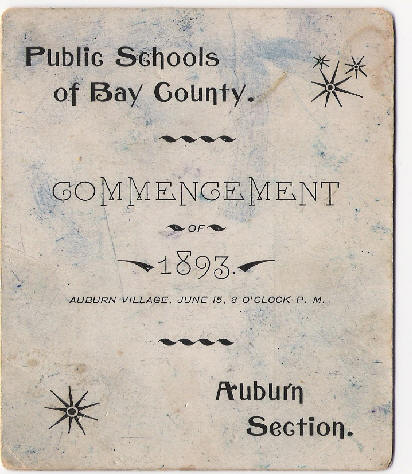 Public Schools
of Bay County.
COMMENCEMENT
OF
1893.
AUBURN VILLAGE, JUNE 15, 8 O'CLOCK P. M.
Auburn
Section.